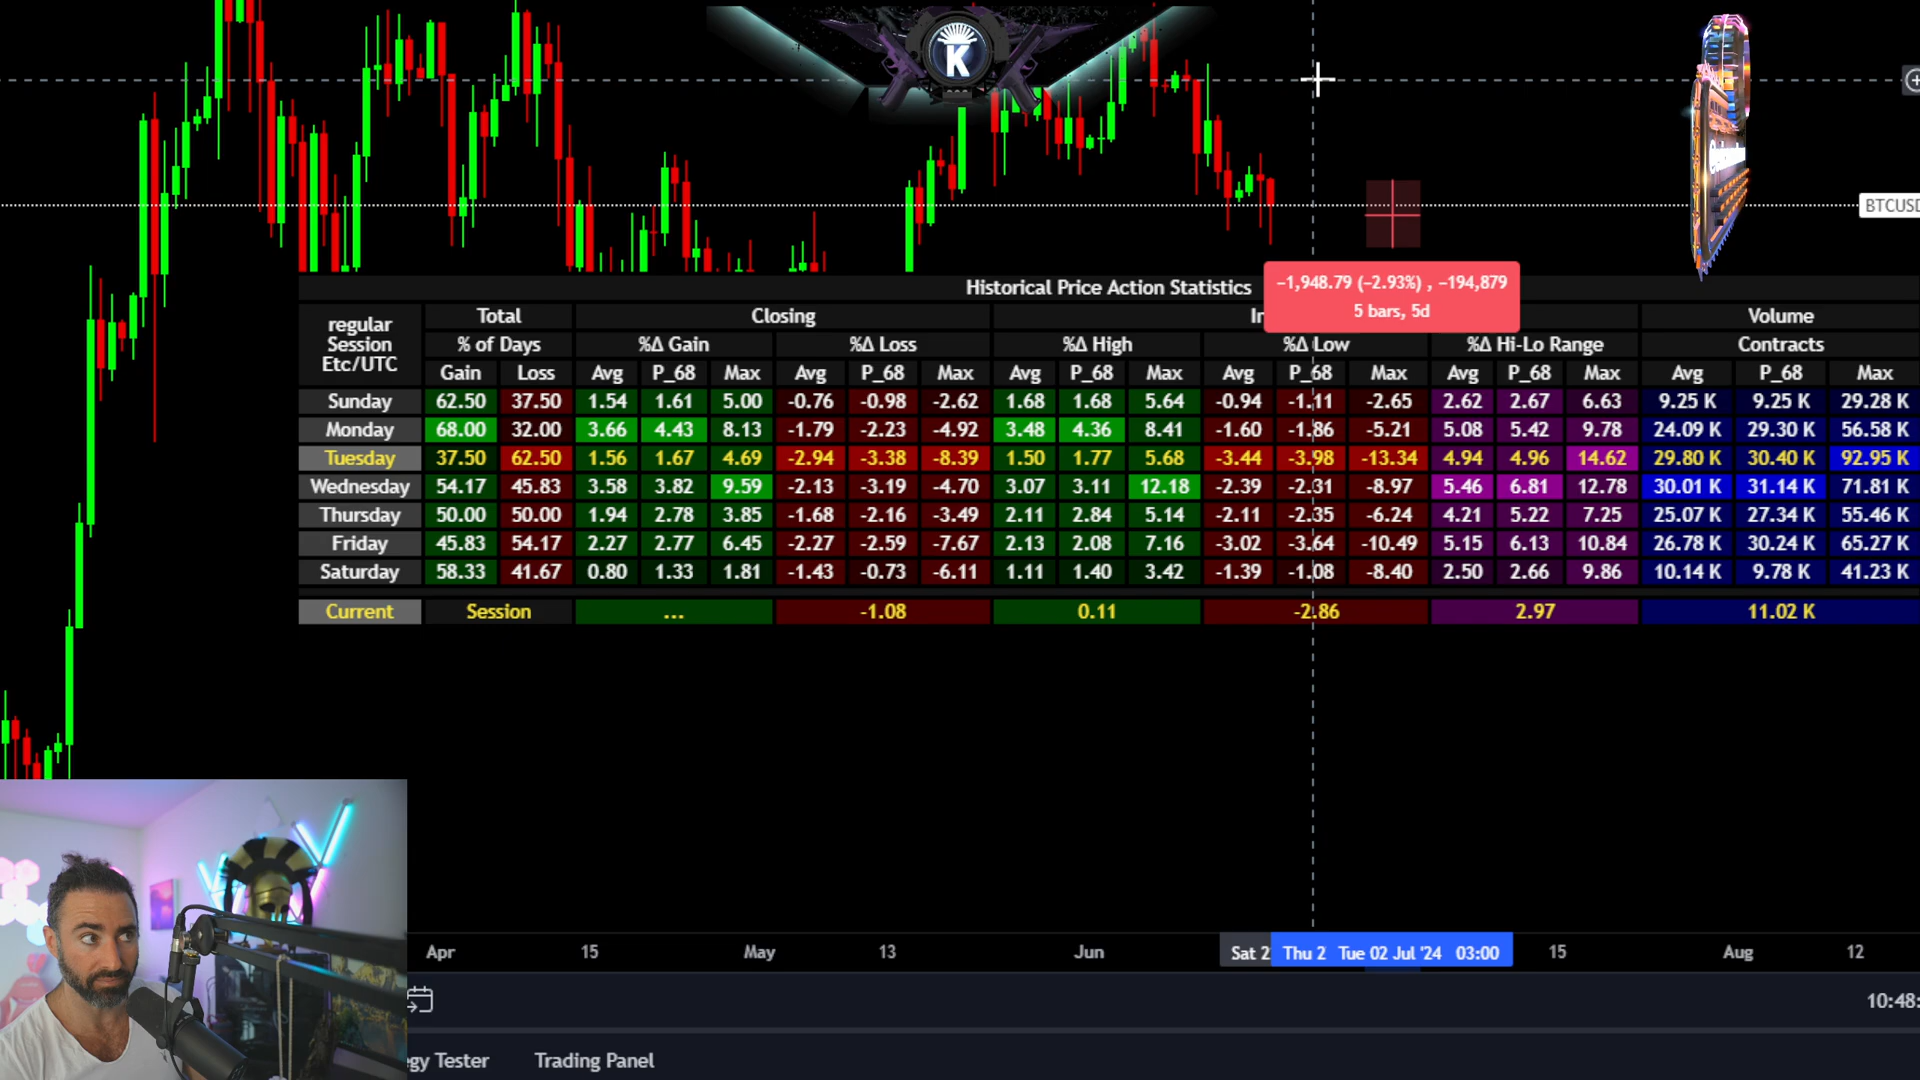 K
BTCUSD
Historical Price Action Statistics
−1,948.79 (−2.93%) , −194,879
5 bars, 5d
regular
Session
Etc/UTC
Total
Closing
Volume
% of Days
%Δ Gain
%Δ Loss
%Δ High
%Δ Low
%Δ Hi-Lo Range
Contracts
Gain Loss Avg P_68 Max Avg P_68 Max Avg P_68 Max Avg P_68 Max Avg P_68 Max Avg P_68 Max
Sunday 62.50 37.50 1.54 1.61 5.00 -0.76 -0.98 -2.62 1.68 1.68 5.64 -0.94 -1.11 -2.65 2.62 2.67 6.63 9.25 K 9.25 K 29.28 K
Monday 68.00 32.00 3.66 4.43 8.13 -1.79 -2.23 -4.92 3.48 4.36 8.41 -1.60 -1.86 -5.21 5.08 5.42 9.78 24.09 K 29.30 K 56.58 K
Tuesday 37.50 62.50 1.56 1.67 4.69 -2.94 -3.38 -8.39 1.50 1.77 5.68 -3.44 -3.98 -13.34 4.94 4.96 14.62 29.80 K 30.40 K 92.95 K
Wednesday 54.17 45.83 3.58 3.82 9.59 -2.13 -3.19 -4.70 3.07 3.11 12.18 -2.39 -2.31 -8.97 5.46 6.81 12.78 30.01 K 31.14 K 71.81 K
Thursday 50.00 50.00 1.94 2.78 3.85 -1.68 -2.16 -3.49 2.11 2.84 5.14 -2.11 -2.35 -6.24 4.21 5.22 7.25 25.07 K 27.34 K 55.46 K
Friday 45.83 54.17 2.27 2.77 6.45 -2.27 -2.59 -7.67 2.13 2.08 7.16 -3.02 -3.64 -10.49 5.15 6.13 10.84 26.78 K 30.24 K 65.27 K
Saturday 58.33 41.67 0.80 1.33 1.81 -1.43 -0.73 -6.11 1.11 1.40 3.42 -1.39 -1.08 -8.40 2.50 2.66 9.86 10.14 K 9.78 K 41.23 K
Current Session ... -1.08 0.11 -2.86 2.97 11.02 K
Apr 15 May 13 Jun Sat 2 Thu 2 Tue 02 Jul '24 03:00 15 Aug 12
10:48:
gy Tester Trading Panel